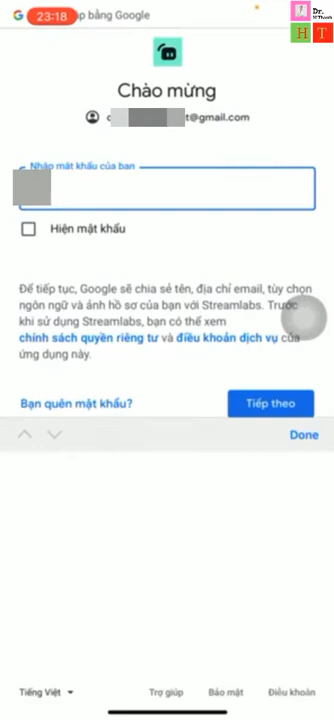 23:18 p bằng Google
Dr.
H T
Chào mừng
t@gmail.com
Nhập mật khẩu của bạn
Hiện mật khẩu
Để tiếp tục, Google sẽ chia sẻ tên, địa chỉ email, tùy chọn
ngôn ngữ và ảnh hồ sơ của bạn với Streamlabs. Trước
khi sử dụng Streamlabs, bạn có thể xem
chính sách quyền riêng tư và điều khoản dịch vụ của
ứng dụng này.
Bạn quên mật khẩu?
Tiếp theo
Done
Tiếng Việt
Trợ giúp
Bảo mật
Điều khoản